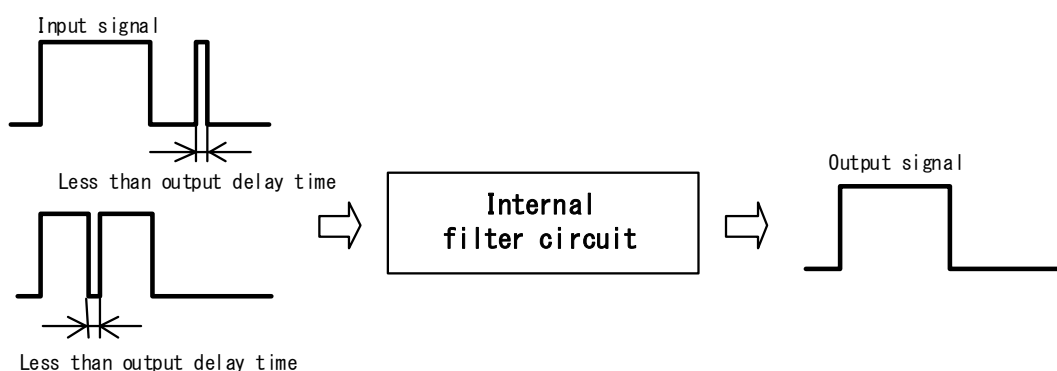 Input signal
Less than output delay time
Internal
filter circuit
Output signal
Less than output delay time